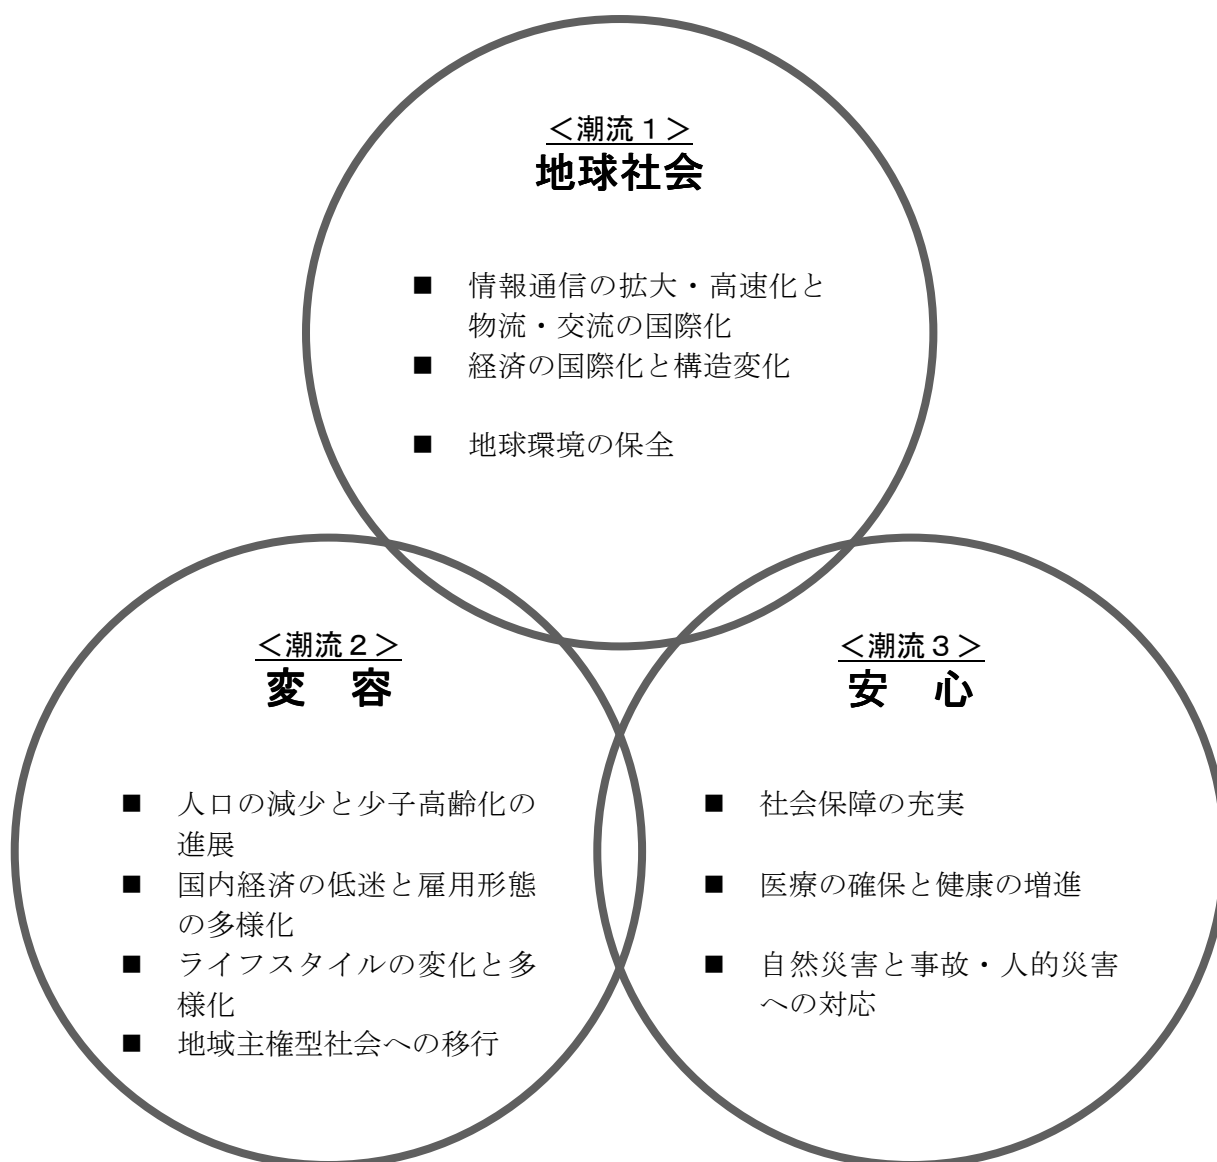 ＜潮流１＞
地球社会
■ 情報通信の拡大・高速化と
物流・交流の国際化
■ 経済の国際化と構造変化
■ 地球環境の保全
＜潮流２＞
変　容
■ 人口の減少と少子高齢化の
進展
■ 国内経済の低迷と雇用形態
の多様化
■ ライフスタイルの変化と多
様化
■ 地域主権型社会への移行
＜潮流３＞
安　心
■ 社会保障の充実
■ 医療の確保と健康の増進
■ 自然災害と事故・人的災害
への対応